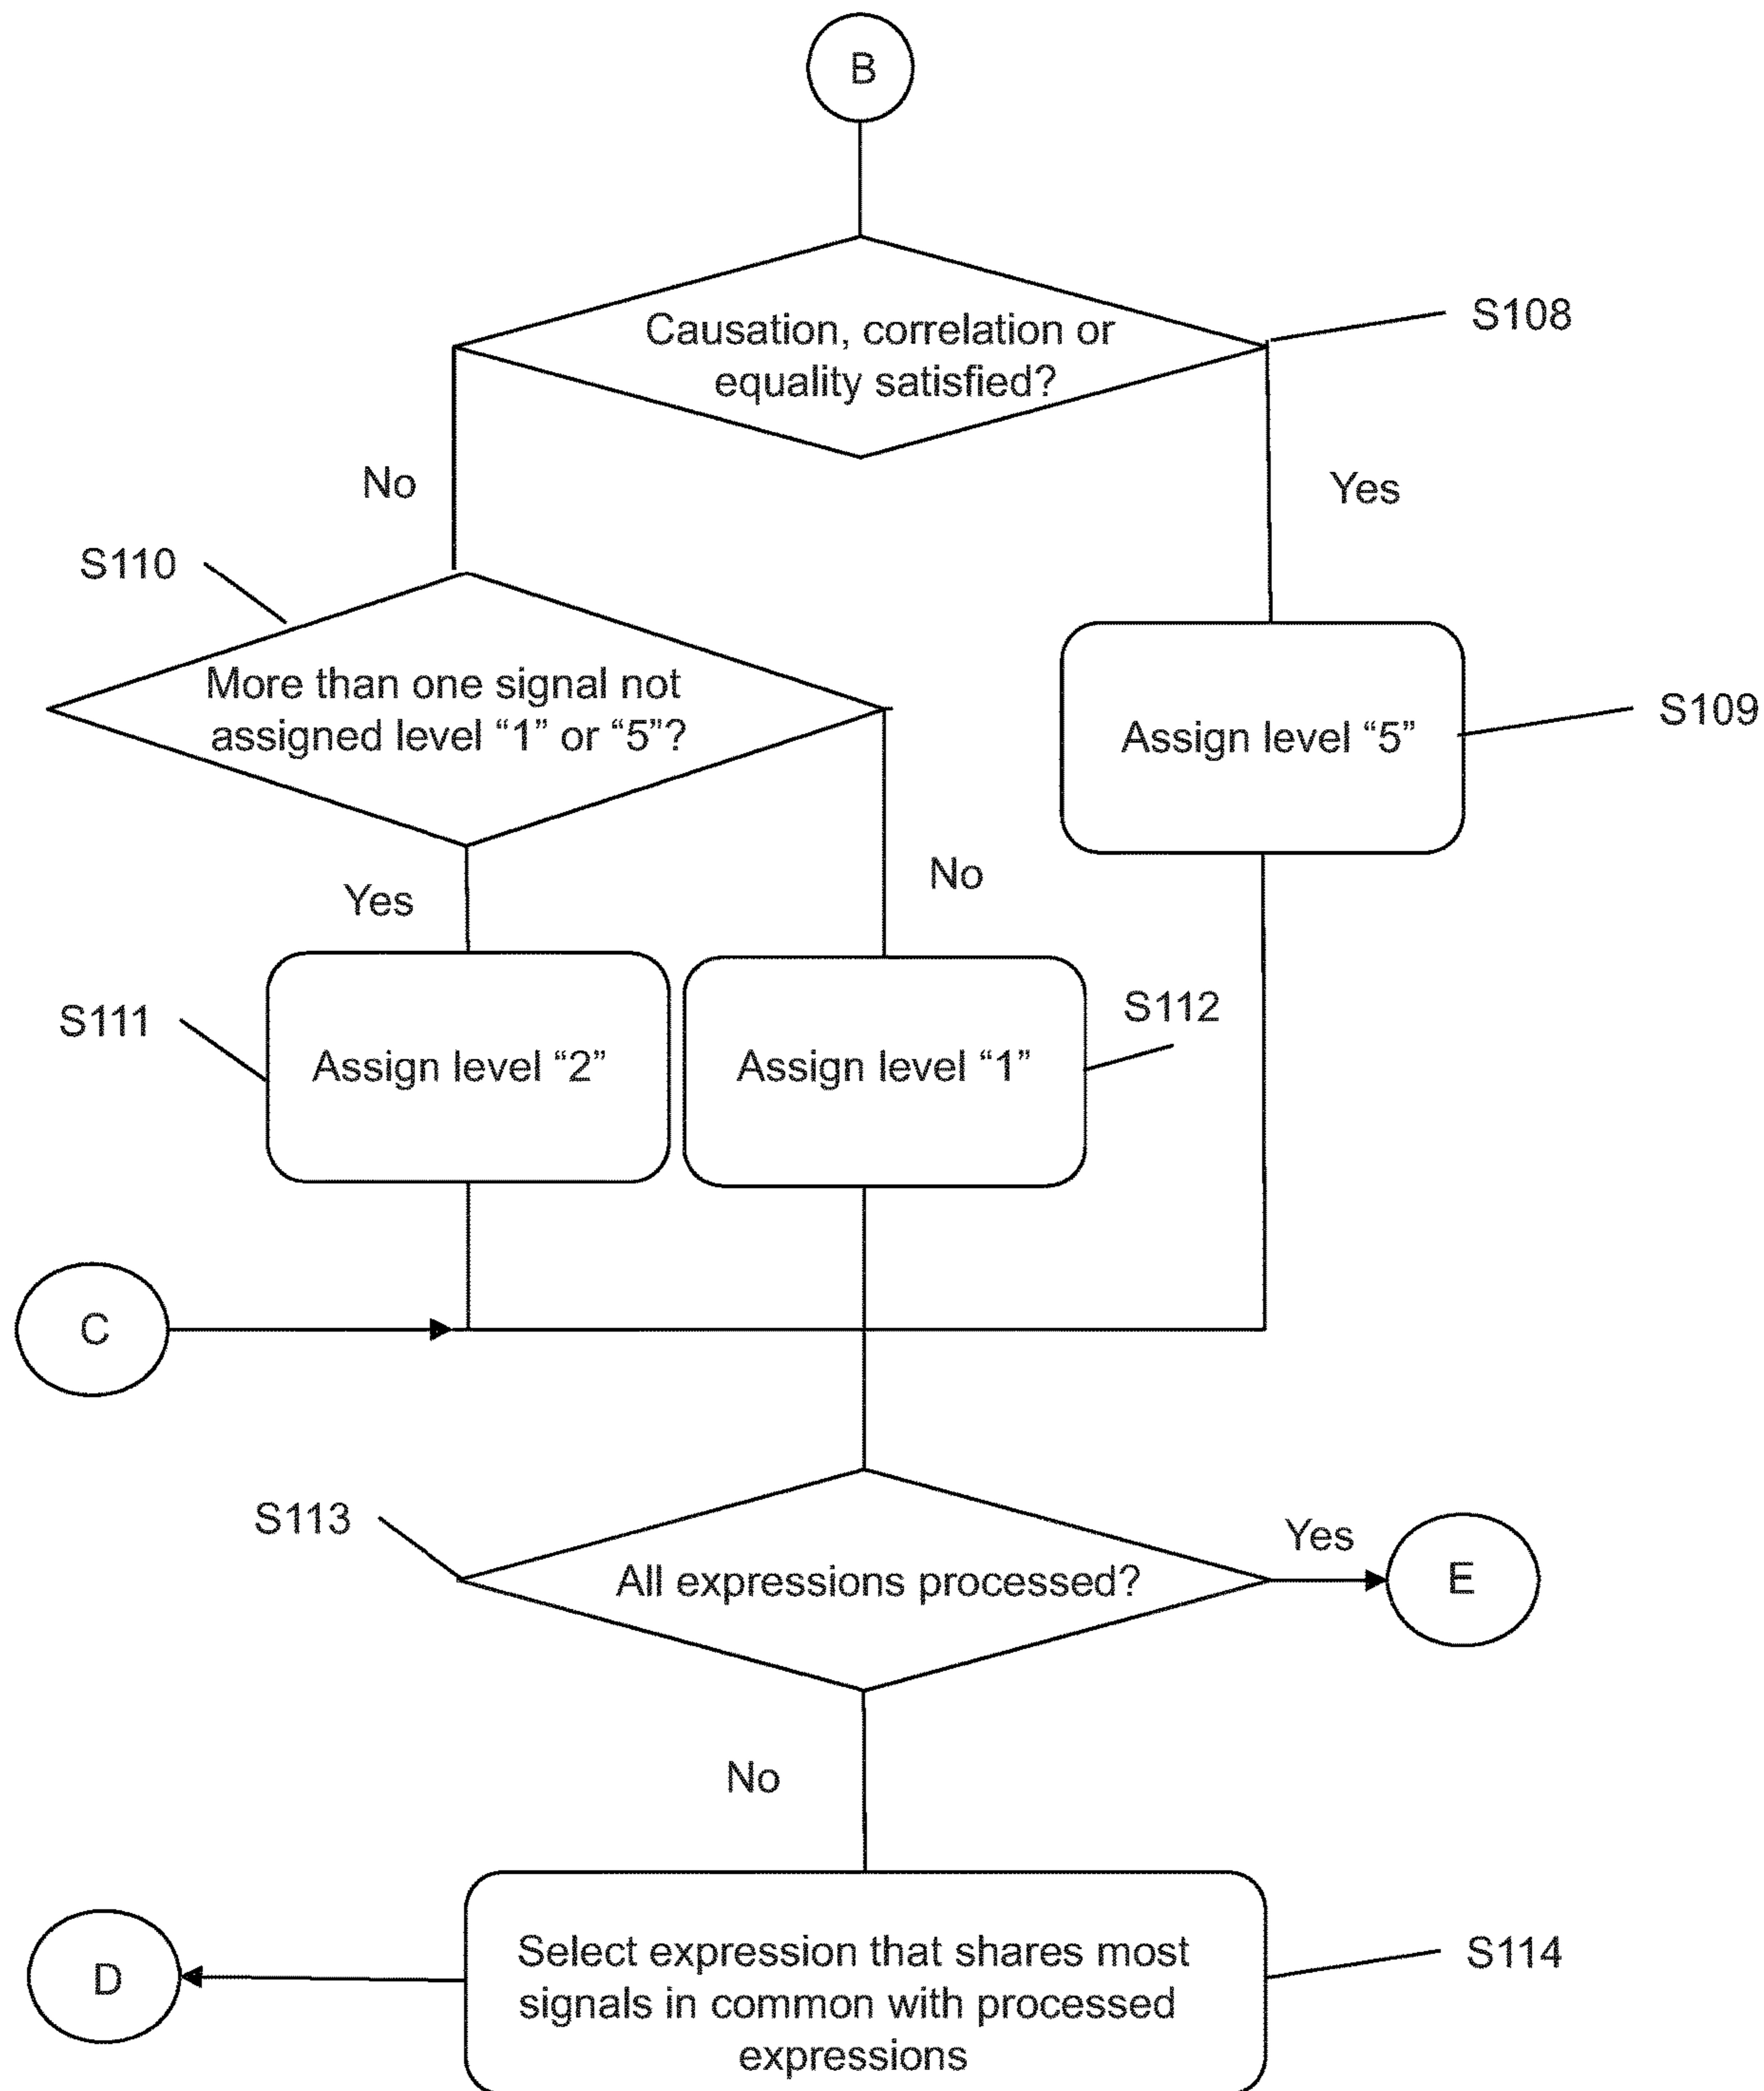 B
Causation, correlation or
equality satisfied?
S108
No
Yes
S110
More than one signal not
assigned level “1” or “5”?
Assign level “5”
S109
Yes
No
S111
Assign level “2”
Assign level “1”
S112
C
S113
All expressions processed?
Yes
E
No
D
Select expression that shares most
signals in common with processed
expressions
S114